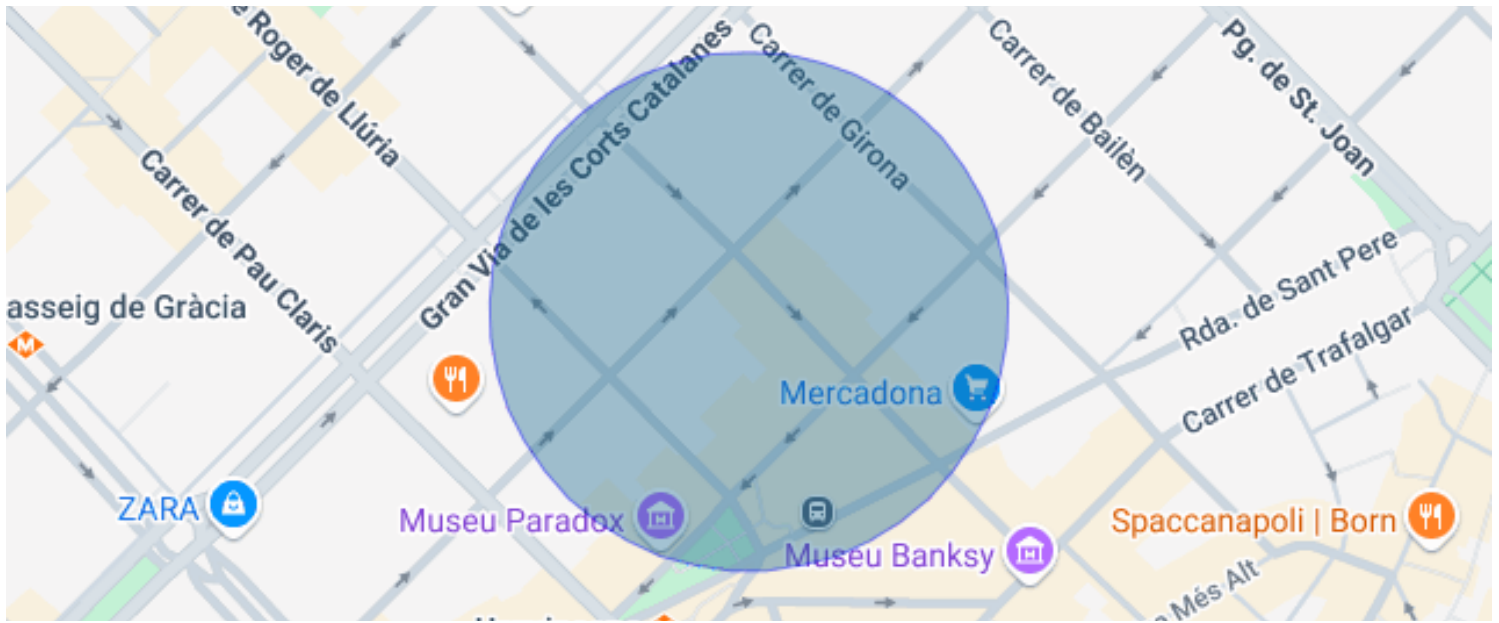 e Roger de Llúria
Carrer de Girona
Carrer de Bailèn
Pg. de St. Joan
Gran Via de les Corts Catalanes
Carrer de Pau Claris
asseig de Gràcia
M
Rda. de Sant Pere
Carrer de Trafalgar
Mercadona
ZARA
Museu Paradox
Museu Banksy
Spaccanapoli | Born
Més Alt